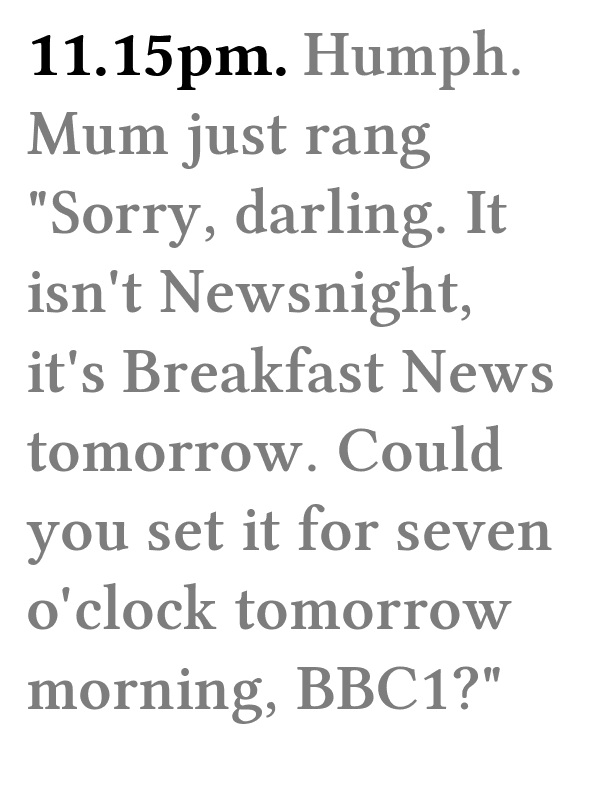 11.15pm. Humph.
Mum just rang
"Sorry, darling. It
isn't Newsnight,
it's Breakfast News
tomorrow. Could
you set it for seven
o'clock tomorrow
morning, BBC1?"